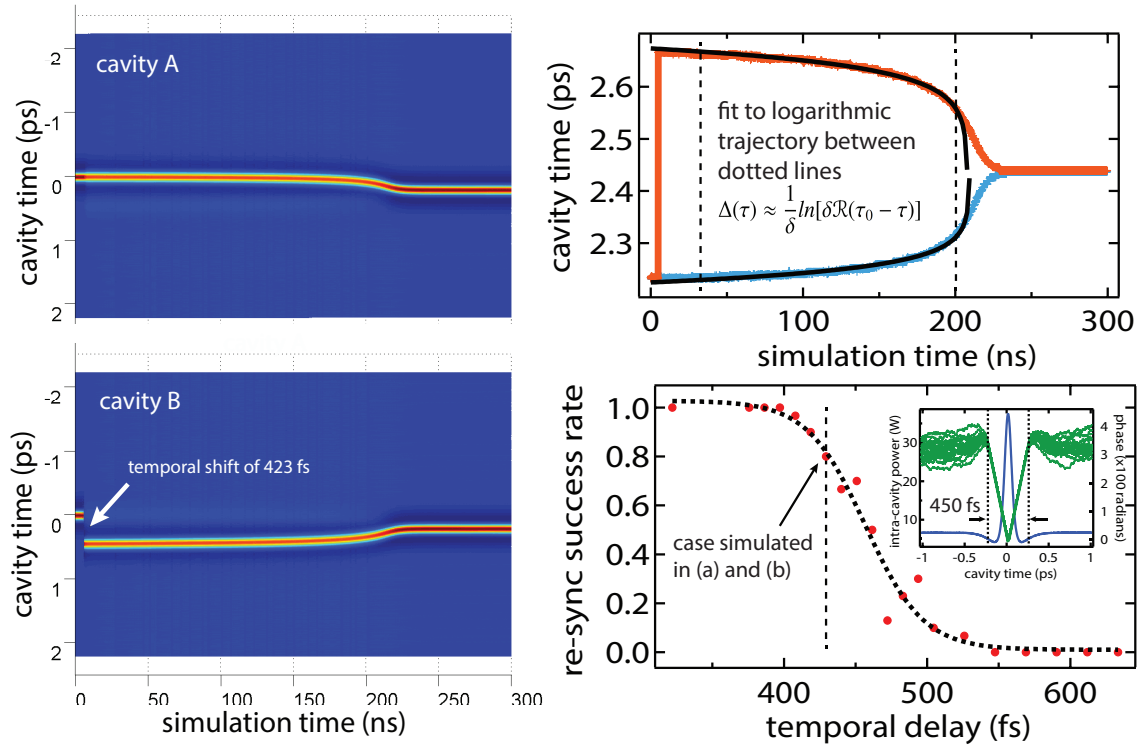 cavity A
2
-1
0
1
2
cavity time (ps)
cavity B
temporal shift of 423 fs
-2
-1
0
1
2
cavity time (ps)
0
50
100
150
200
250
300
simulation time (ns)
2.6
2.5
2.4
2.3
cavity time (ps)
fit to logarithmic
trajectory between
dotted lines
Δ(τ) ≈ 1/δ ln[δℛ(τ₀ − τ)]
0
100
200
300
simulation time (ns)
1.0
0.8
0.6
0.4
0.2
0.0
re-sync success rate
case simulated
in (a) and (b)
400
500
600
temporal delay (fs)
30
20
10
intra-cavity power (W)
450 fs
4
3
2
1
0
phase (x100 radians)
-1
-0.5
0
0.5
1
cavity time (ps)